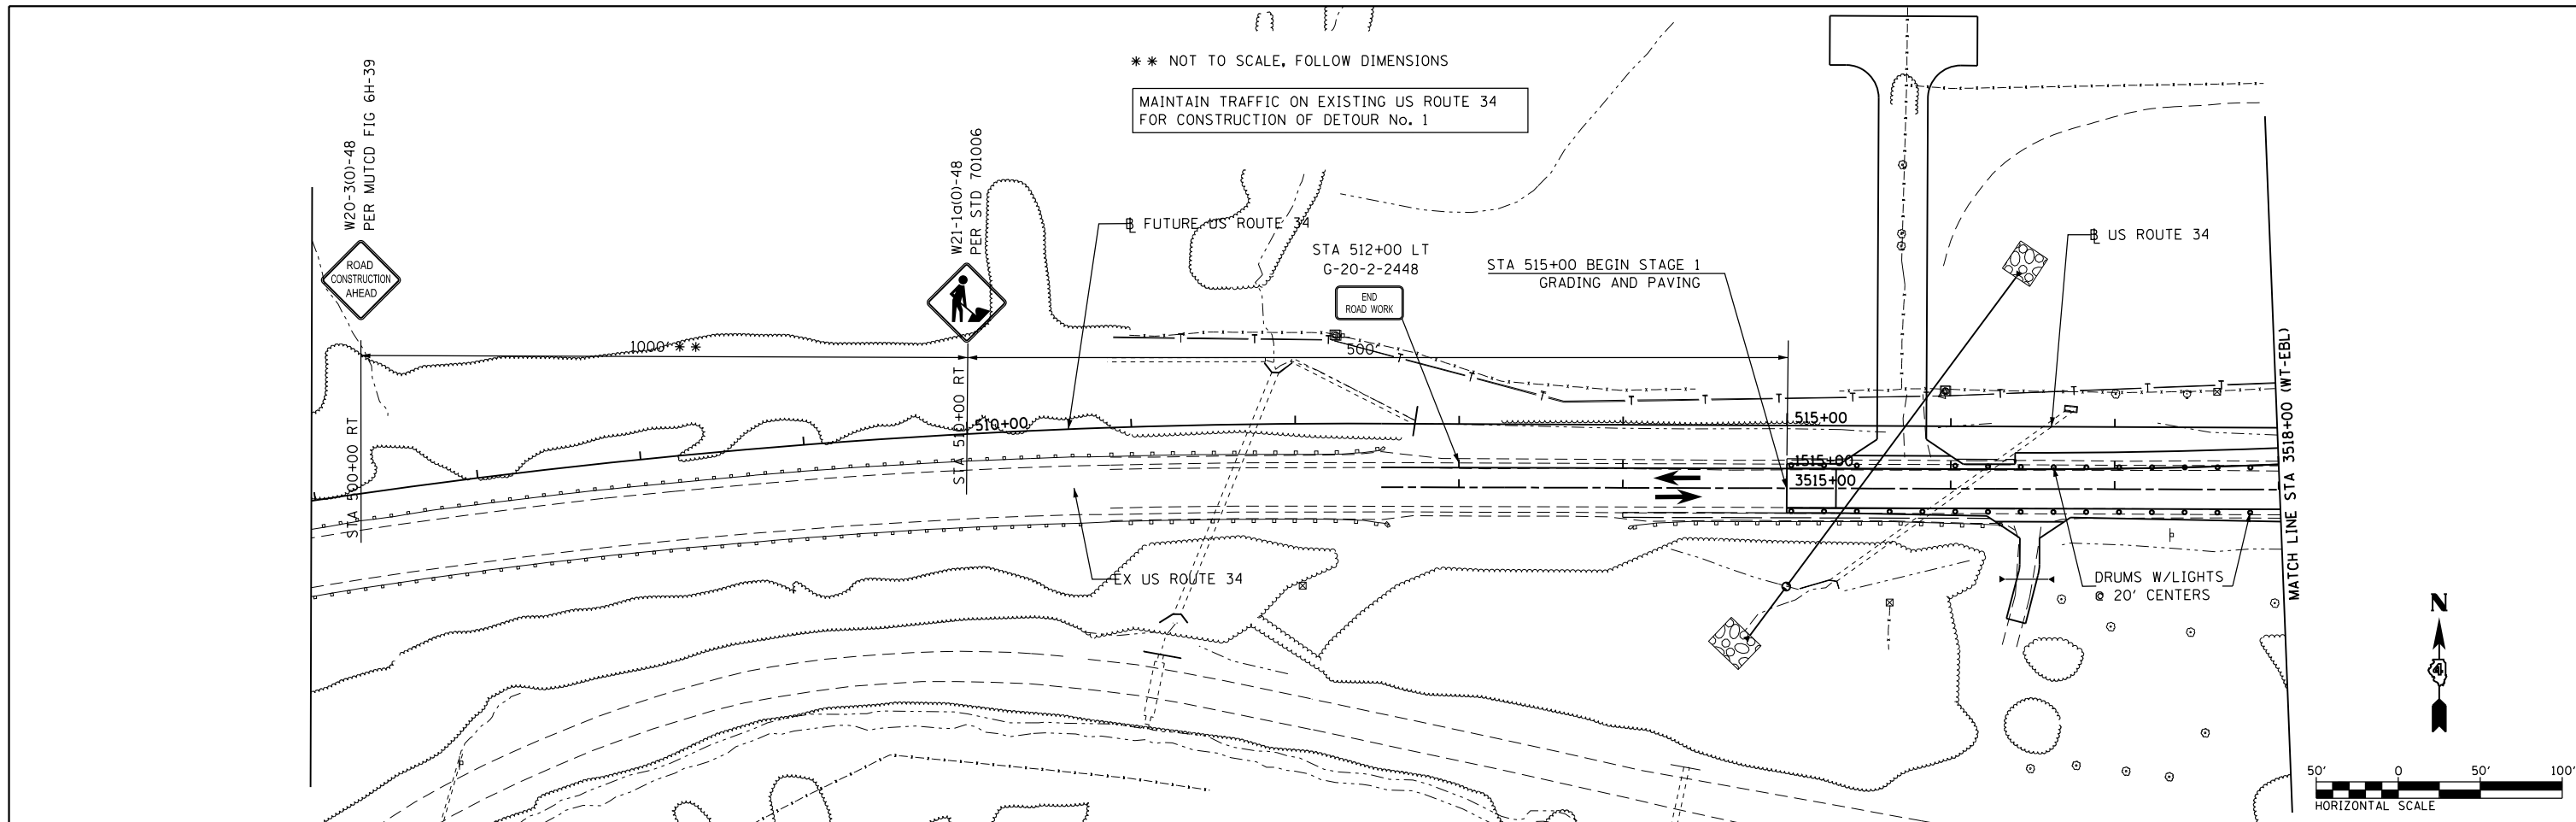 ** NOT TO SCALE, FOLLOW DIMENSIONS
MAINTAIN TRAFFIC ON EXISTING US ROUTE 34
FOR CONSTRUCTION OF DETOUR No. 1
W20-3(O)-48
PER MUTCD FIG 6H-39
ROAD
CONSTRUCTION
AHEAD
W21-1a(O)-48
PER STD 701006
℄ FUTURE US ROUTE 34
STA 512+00 LT
G-20-2-2448
END
ROAD WORK
STA 515+00 BEGIN STAGE 1
GRADING AND PAVING
℄ US ROUTE 34
1000' **
500'
STA 500+00 RT
STA 510+00 RT
510+00
515+00
1515+00
3515+00
T T T T T T T T T T T T T T
EX US ROUTE 34
DRUMS W/LIGHTS
@ 20' CENTERS
MATCH LINE STA 3518+00 (WT-EBL)
N
4
50' 0 50' 100'
HORIZONTAL SCALE